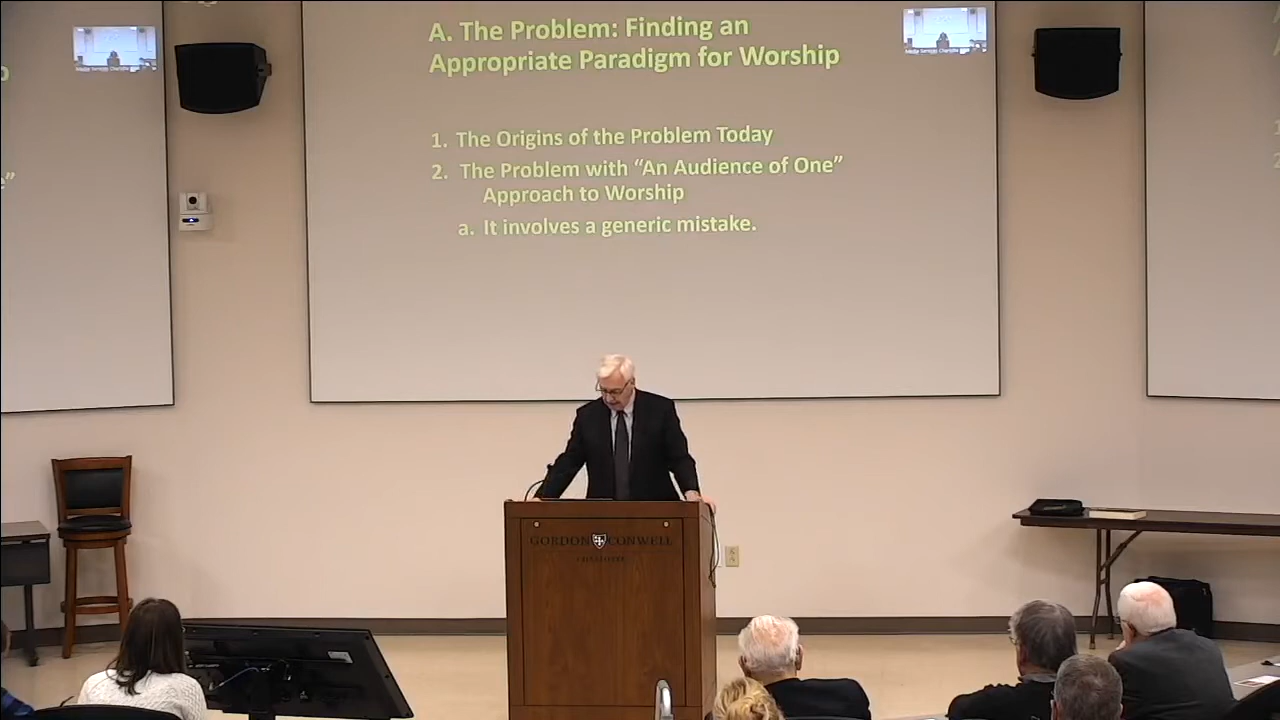 A. The Problem: Finding an
Appropriate Paradigm for Worship
1. The Origins of the Problem Today
2. The Problem with “An Audience of One”
Approach to Worship
a. It involves a generic mistake.
e”
GORDON CONWELL